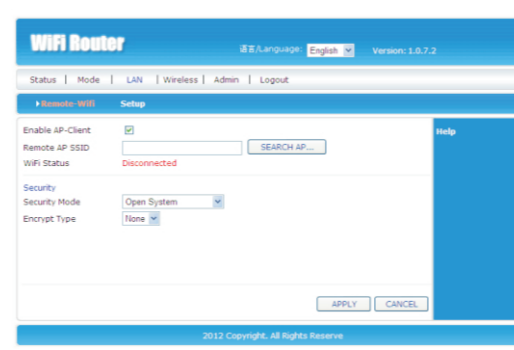 WiFi Router
语言/Language: English Version: 1.0.7.2
Status | Mode | LAN | Wireless | Admin | Logout
Remote-Wifi Setup
Enable AP-Client
Help
Remote AP SSID SEARCH AP...
WiFi Status Disconnected
Security
Security Mode Open System
Encrypt Type None
APPLY CANCEL
2012 Copyright. All Rights Reserve